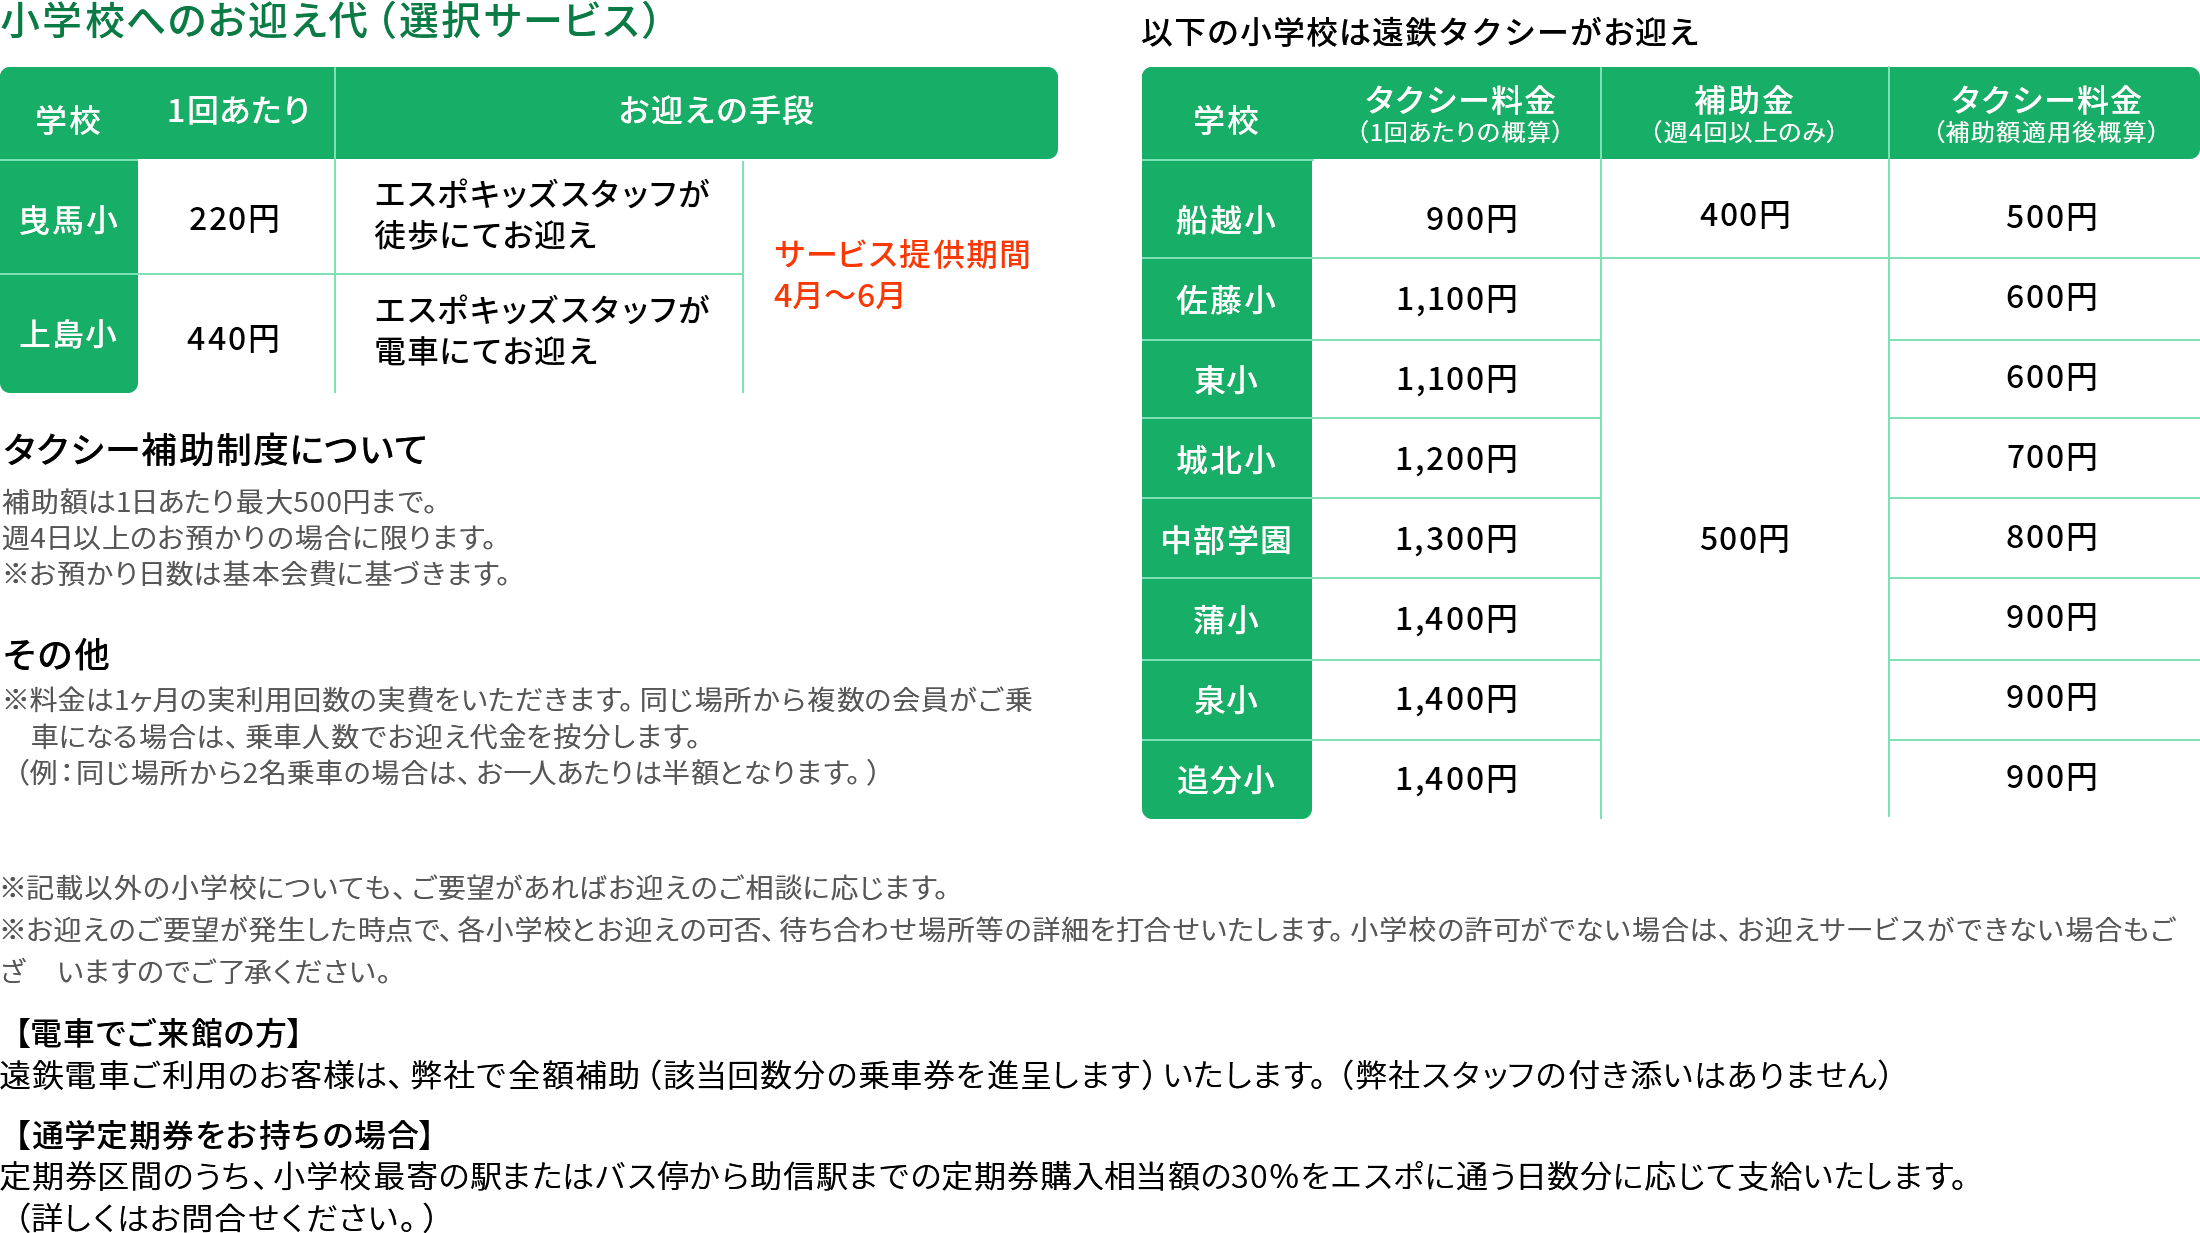 小学校へのお迎え代（選択サービス）
学校 1回あたり お迎えの手段
曳馬小 220円 エスポキッズスタッフが
徒歩にてお迎え
サービス提供期間
4月～6月
上島小 440円 エスポキッズスタッフが
電車にてお迎え
タクシー補助制度について
補助額は1日あたり最大500円まで。
週4日以上のお預かりの場合に限ります。
※お預かり日数は基本会費に基づきます。
その他
※料金は1ヶ月の実利用回数の実費をいただきます。同じ場所から複数の会員がご乗
車になる場合は、乗車人数でお迎え代金を按分します。
（例：同じ場所から2名乗車の場合は、お一人あたりは半額となります。）
以下の小学校は遠鉄タクシーがお迎え
学校 タクシー料金 補助金 タクシー料金
（1回あたりの概算） （週4回以上のみ） （補助額適用後概算）
船越小 900円 400円 500円
佐藤小 1,100円 600円
東小 1,100円 600円
城北小 1,200円 700円
中部学園 1,300円 500円 800円
蒲小 1,400円 900円
泉小 1,400円 900円
追分小 1,400円 900円
※記載以外の小学校についても、ご要望があればお迎えのご相談に応じます。
※お迎えのご要望が発生した時点で、各小学校とお迎えの可否、待ち合わせ場所等の詳細を打合せいたします。小学校の許可がでない場合は、お迎えサービスができない場合もご
ざ　いますのでご了承ください。
【電車でご来館の方】
遠鉄電車ご利用のお客様は、弊社で全額補助（該当回数分の乗車券を進呈します）いたします。（弊社スタッフの付き添いはありません）
【通学定期券をお持ちの場合】
定期券区間のうち、小学校最寄の駅またはバス停から助信駅までの定期券購入相当額の30%をエスポに通う日数分に応じて支給いたします。
（詳しくはお問合せください。）